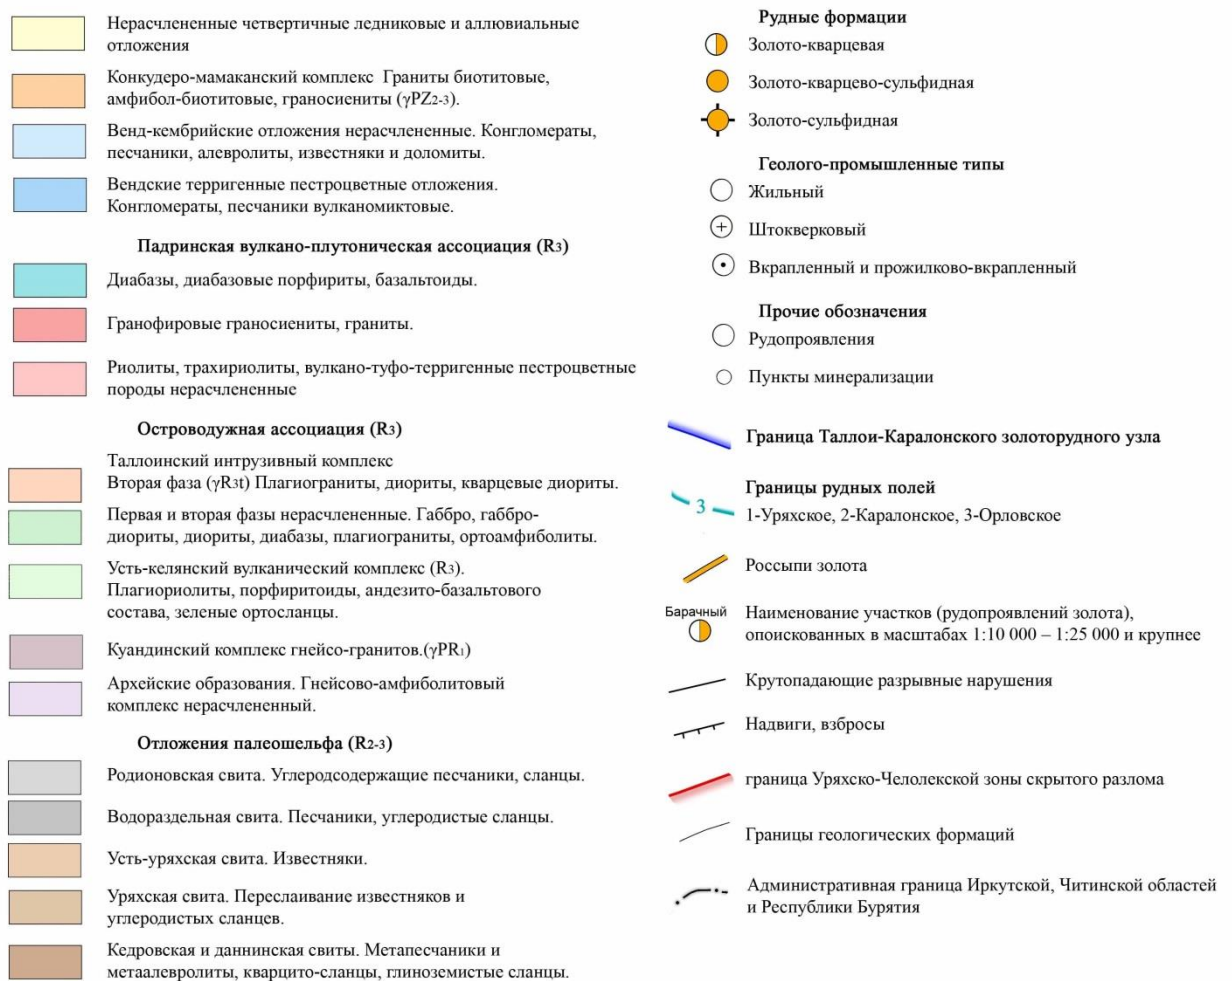 Нерасчлененные четвертичные ледниковые и аллювиальные
отложения
Конкудеро-мамаканский комплекс Граниты биотитовые,
амфибол-биотитовые, граносиениты (γPZ2-3).
Венд-кембрийские отложения нерасчлененные. Конгломераты,
песчаники, алевролиты, известняки и доломиты.
Вендские терригенные пестроцветные отложения.
Конгломераты, песчаники вулканомиктовые.
Падринская вулкано-плутоническая ассоциация (R3)
Диабазы, диабазовые порфириты, базальтоиды.
Гранофировые граносиениты, граниты.
Риолиты, трахириолиты, вулкано-туфо-терригенные пестроцветные
породы нерасчлененные
Островодужная ассоциация (R3)
Таллоинский интрузивный комплекс
Вторая фаза (γR3t) Плагиограниты, диориты, кварцевые диориты.
Первая и вторая фазы нерасчлененные. Габбро, габбро-
диориты, диориты, диабазы, плагиограниты, ортоамфиболиты.
Усть-келянский вулканический комплекс (R3).
Плагиориолиты, порфиритоиды, андезито-базальтового
состава, зеленые ортосланцы.
Куандинский комплекс гнейсо-гранитов.(γPR1)
Архейские образования. Гнейсово-амфиболитовый
комплекс нерасчлененный.
Отложения палеошельфа (R2-3)
Родионовская свита. Углеродсодержащие песчаники, сланцы.
Водораздельная свита. Песчаники, углеродистые сланцы.
Усть-уряхская свита. Известняки.
Уряхская свита. Переслаивание известняков и
углеродистых сланцев.
Кедровская и даннинская свиты. Метапесчаники и
метаалевролиты, кварцито-сланцы, глиноземистые сланцы.
Рудные формации
Золото-кварцевая
Золото-кварцево-сульфидная
Золото-сульфидная
Геолого-промышленные типы
Жильный
Штокверковый
Вкрапленный и прожилково-вкрапленный
Прочие обозначения
Рудопроявления
Пункты минерализации
Граница Таллои-Каралонского золоторудного узла
Границы рудных полей
3
1-Уряхское, 2-Каралонское, 3-Орловское
Россыпи золота
Барачный
Наименование участков (рудопроявлений золота),
опоискованных в масштабах 1:10 000 – 1:25 000 и крупнее
Крутопадающие разрывные нарушения
Надвиги, взбросы
граница Уряхско-Челолекской зоны скрытого разлома
Границы геологических формаций
Административная граница Иркутской, Читинской областей
и Республики Бурятия